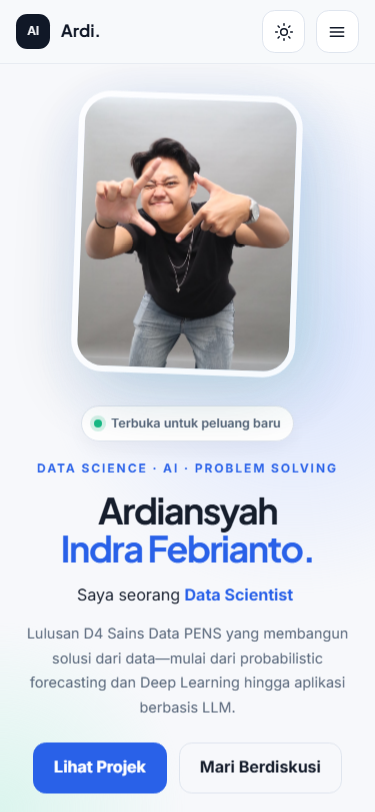 AI
Ardi.
Terbuka untuk peluang baru
DATA SCIENCE · AI · PROBLEM SOLVING
Ardiansyah
Indra Febrianto.
Saya seorang Data Scientist
Lulusan D4 Sains Data PENS yang membangun
solusi dari data—mulai dari probabilistic
forecasting dan Deep Learning hingga aplikasi
berbasis LLM.
Lihat Projek
Mari Berdiskusi